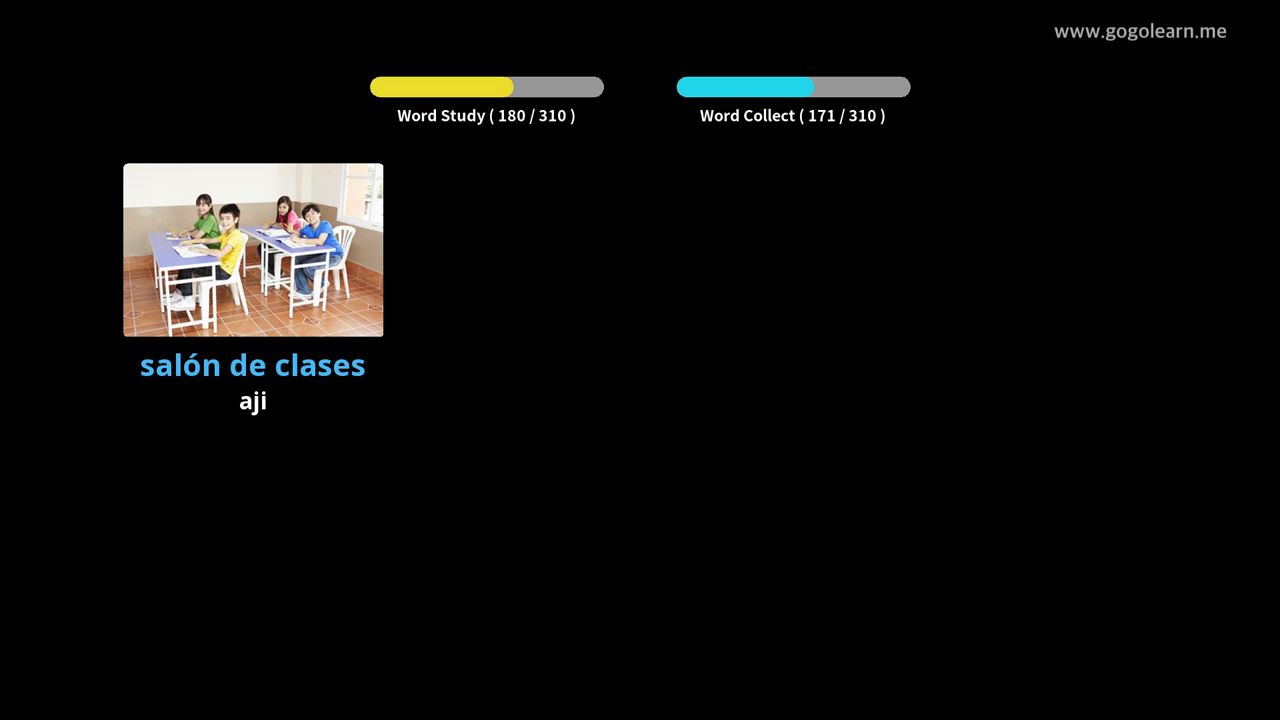 www.gogolearn.me
Word Study ( 180 / 310 )
Word Collect ( 171 / 310 )
salón de clases
aji